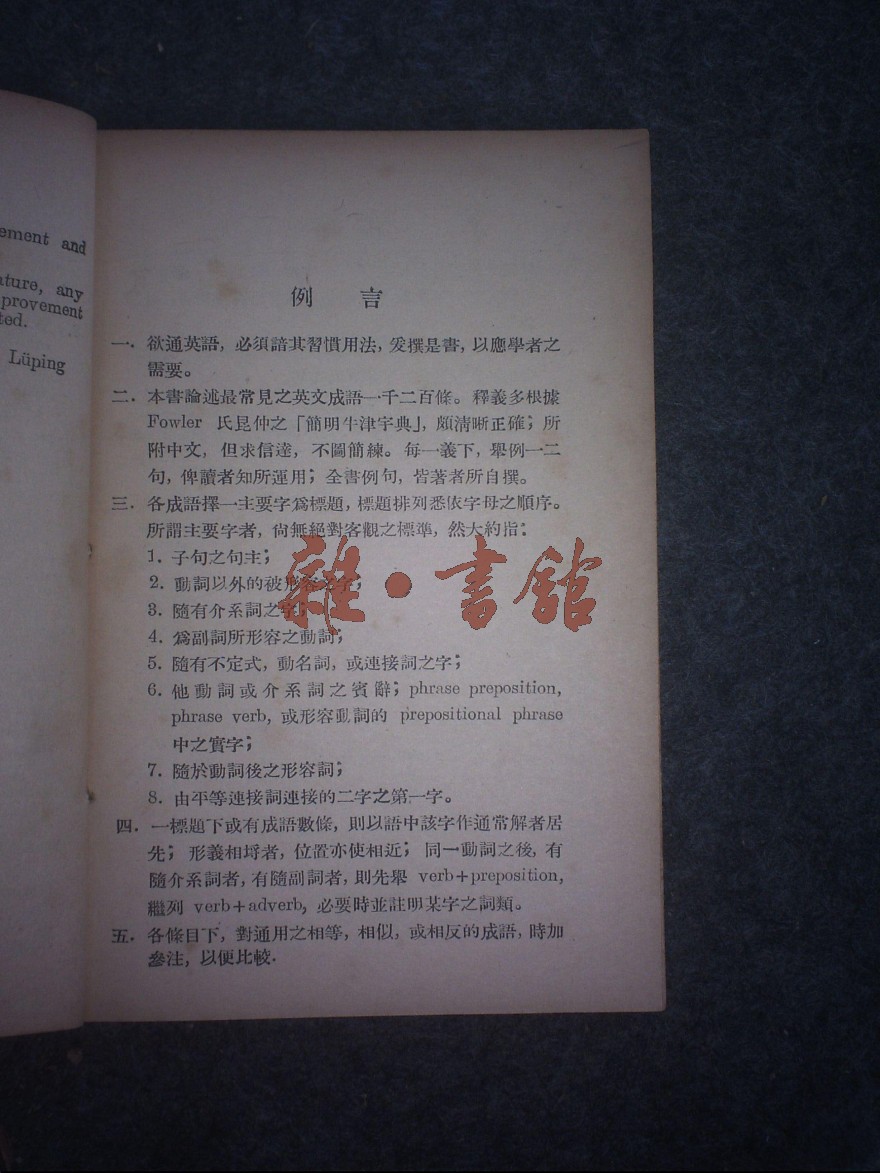 ement and
ature, any
provement
ted.
Lüping
例 言
一．欲通英語，必須諳其習慣用法，爰撰是書，以應學者之
需要。
二．本書論述最常見之英文成語一千二百條。釋義多根據
Fowler 氏昆仲之「簡明牛津字典」，頗清晰正確；所
附中文，但求信達，不圖簡練。每一義下，舉例一二
句，俾讀者知所運用；全書例句，皆著者所自撰。
三．各成語擇一主要字爲標題，標題排列悉依字母之順序。
所謂主要字者，尙無絕對客觀之標準，然大約指：
1．子句之句主；
2．動詞以外的被形容之字；
3．隨有介系詞之字；
4．爲副詞所形容之動詞；
5．隨有不定式，動名詞，或連接詞之字；
6．他動詞或介系詞之賓辭；phrase preposition,
phrase verb, 或形容動詞的 prepositional phrase
中之實字；
7．隨於動詞後之形容詞；
8．由平等連接詞連接的二字之第一字。
四．一標題下或有成語數條，則以語中該字作通常解者居
先；形義相埒者，位置亦使相近；同一動詞之後，有
隨介系詞者，有隨副詞者，則先舉 verb+preposition,
繼列 verb+adverb, 必要時並註明某字之詞類。
五．各條目下，對通用之相等，相似，或相反的成語，時加
參注，以便比較．
雜·書館